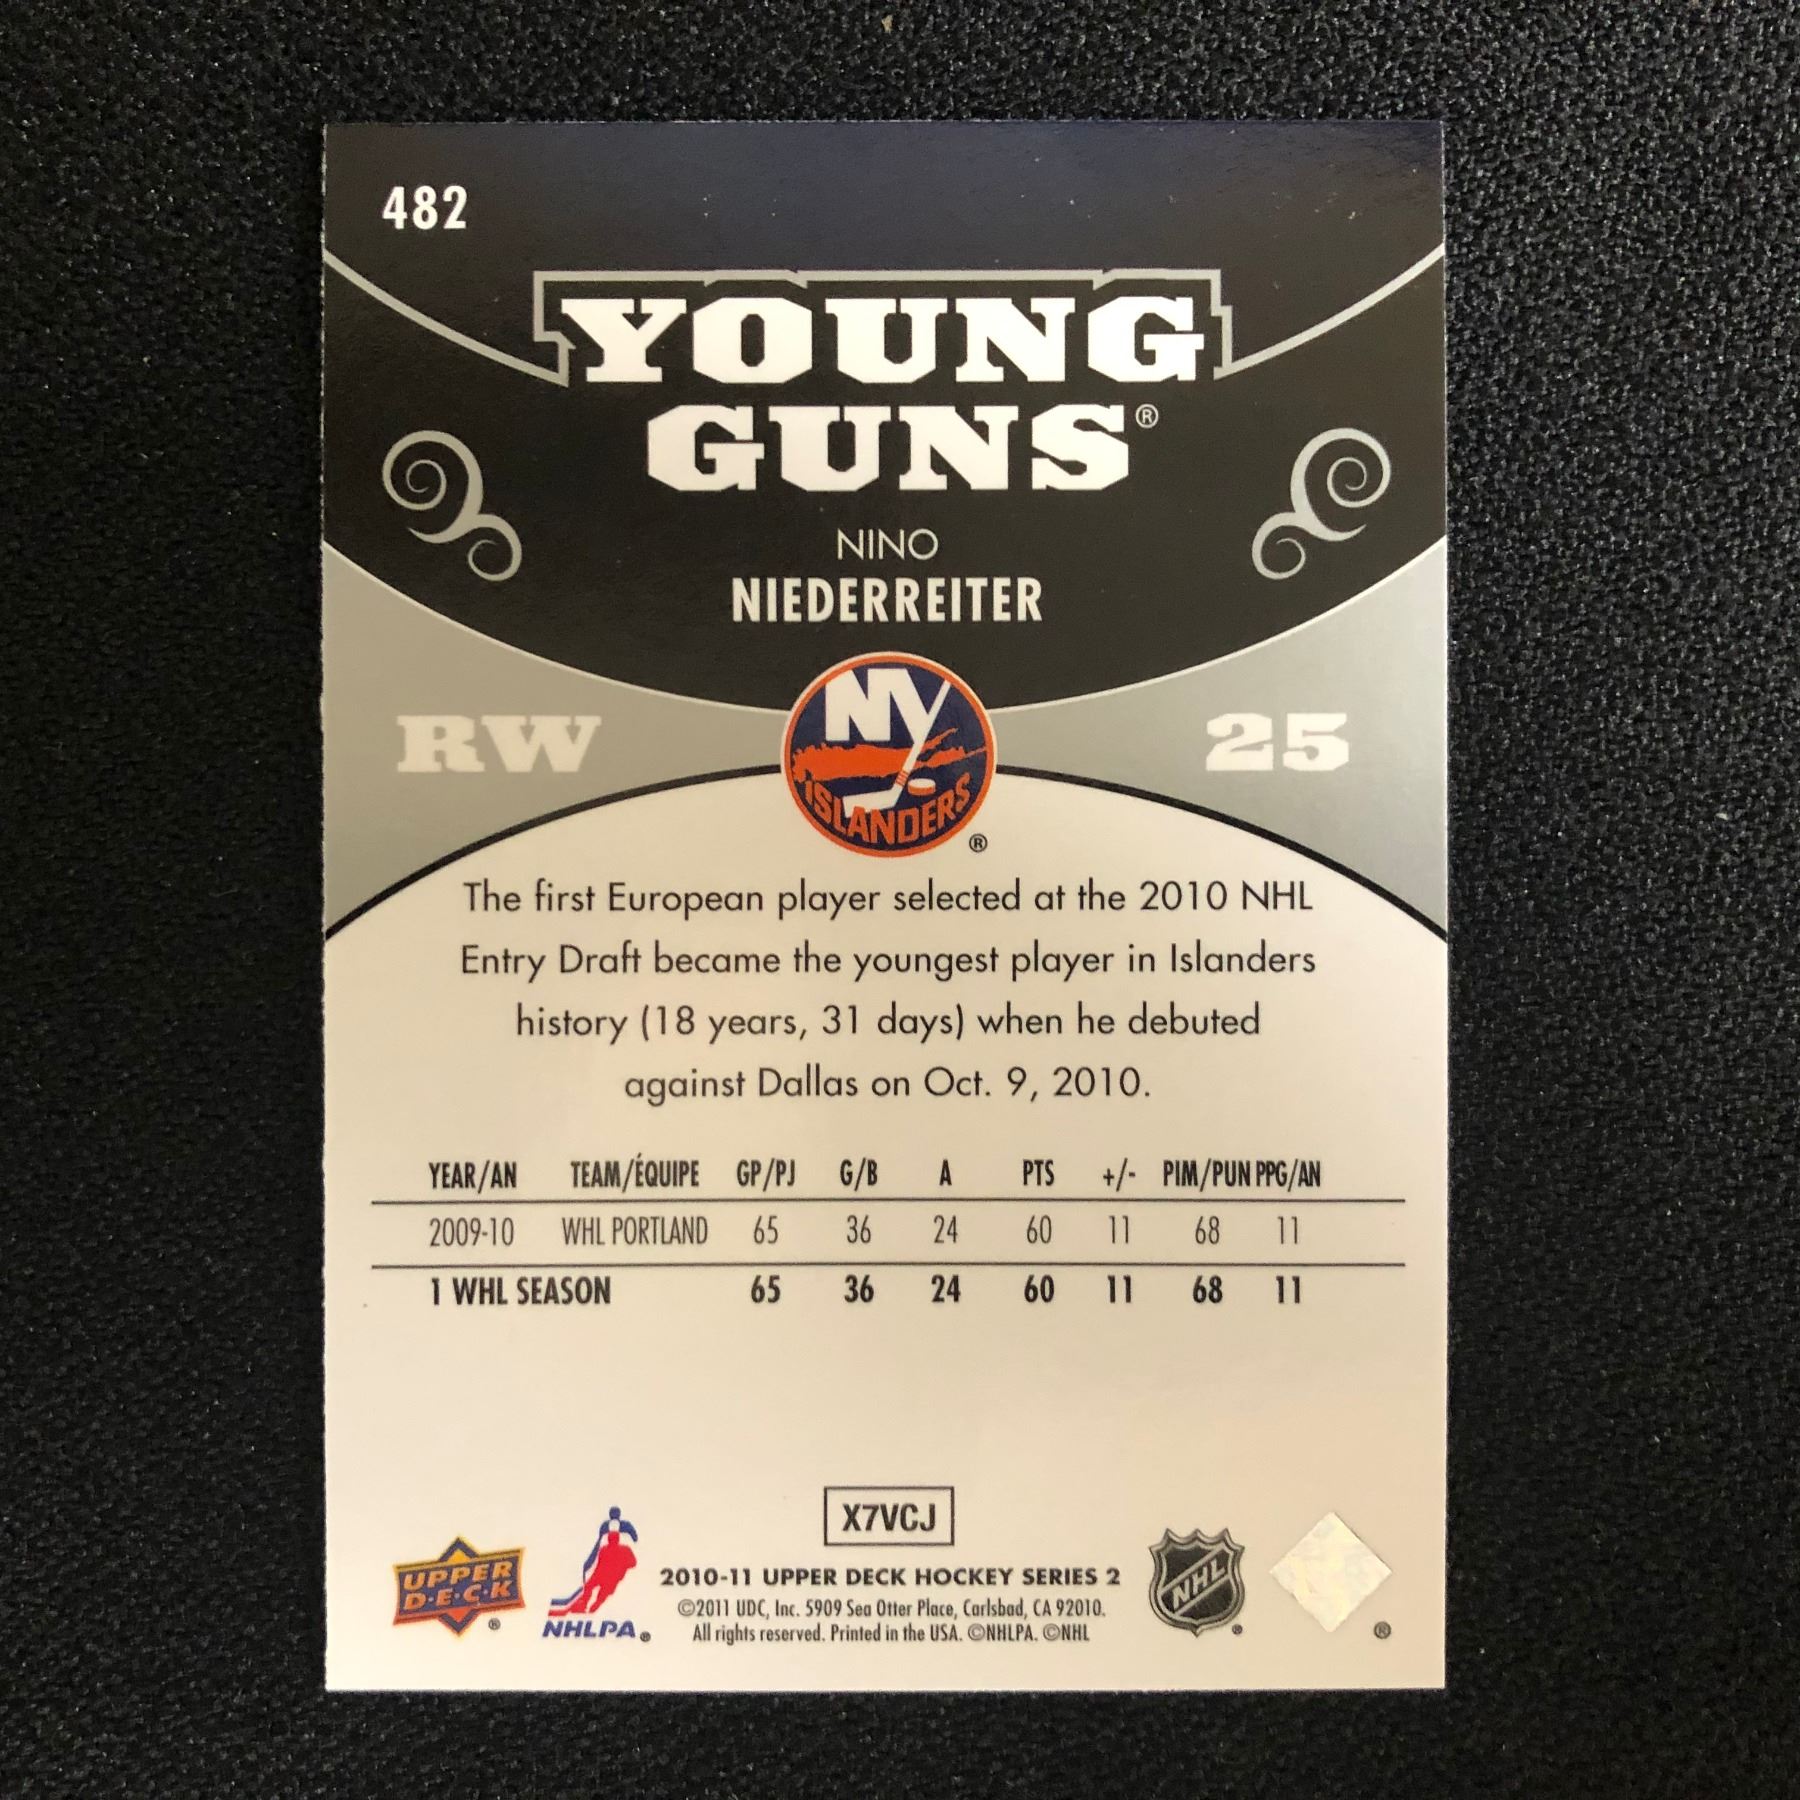 482
YOUNG
GUNS®
NINO
NIEDERREITER
RW
NY
ISLANDERS
®
25
The first European player selected at the 2010 NHL
Entry Draft became the youngest player in Islanders
history (18 years, 31 days) when he debuted
against Dallas on Oct. 9, 2010.
YEAR/AN TEAM/ÉQUIPE GP/PJ G/B A PTS +/- PIM/PUN PPG/AN
2009-10 WHL PORTLAND 65 36 24 60 11 68 11
1 WHL SEASON 65 36 24 60 11 68 11
X7VCJ
UPPER
D·E·C·K
®
NHLPA®
2010-11 UPPER DECK HOCKEY SERIES 2
©2011 UDC, Inc. 5909 Sea Otter Place, Carlsbad, CA 92010.
All rights reserved. Printed in the USA. ©NHLPA. ©NHL
NHL
®
®